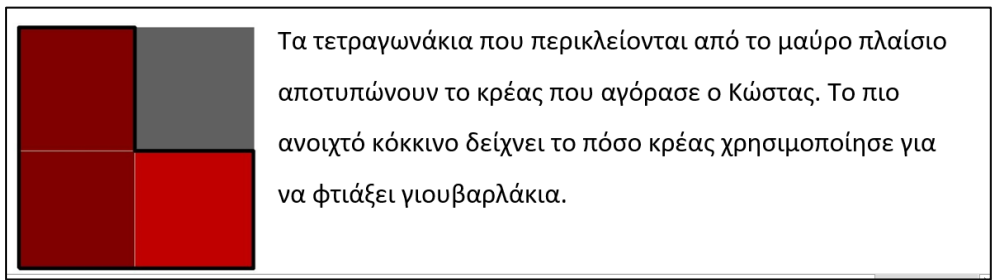 Τα τετραγωνάκια που περικλείονται από το μαύρο πλαίσιο
αποτυπώνουν το κρέας που αγόρασε ο Κώστας. Το πιο
ανοιχτό κόκκινο δείχνει το πόσο κρέας χρησιμοποίησε για
να φτιάξει γιουβαρλάκια.